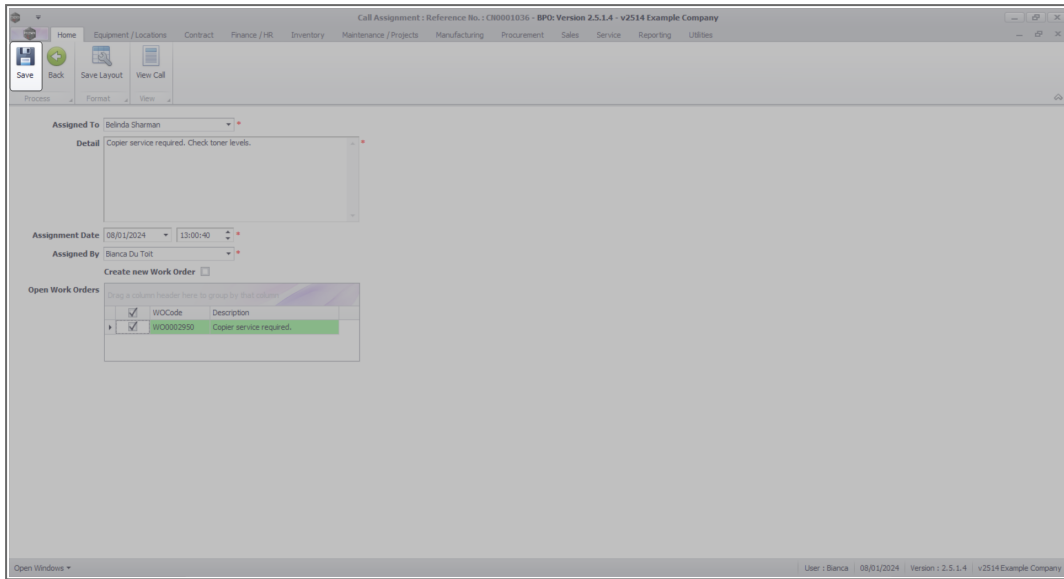 Call Assignment : Reference No. : CN0001036 - BPO: Version 2.5.1.4 - v2514 Example Company
Home Equipment / Locations Contract Finance / HR Inventory Maintenance / Projects Manufacturing Procurement Sales Service Reporting Utilities
Save Back Save Layout View Call
Process Format View
Assigned To Belinda Sharman *
Detail Copier service required. Check toner levels. *
Assignment Date 08/01/2024 13:00:40 *
Assigned By Bianca Du Toit *
Create new Work Order
Open Work Orders
Drag a column header here to group by that column
WOCode Description
WO0002950 Copier service required.
Open Windows User : Bianca 08/01/2024 Version : 2.5.1.4 v2514 Example Company